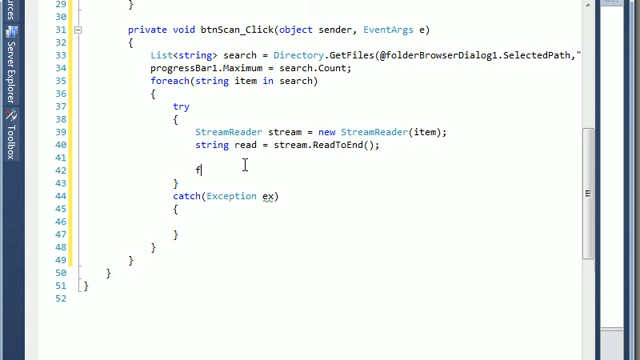 29 }
30
31 private void btnScan_Click(object sender, EventArgs e)
32 {
33 List<string> search = Directory.GetFiles(@folderBrowserDialog1.SelectedPath,"
34 progressBar1.Maximum = search.Count;
35 foreach(string item in search)
36 {
37 try
38 {
39 StreamReader stream = new StreamReader(item);
40 string read = stream.ReadToEnd();
41
42 f
43 }
44 catch(Exception ex)
45 {
46
47 }
48 }
49 }
50 }
51 }
52
Server Explorer
Toolbox